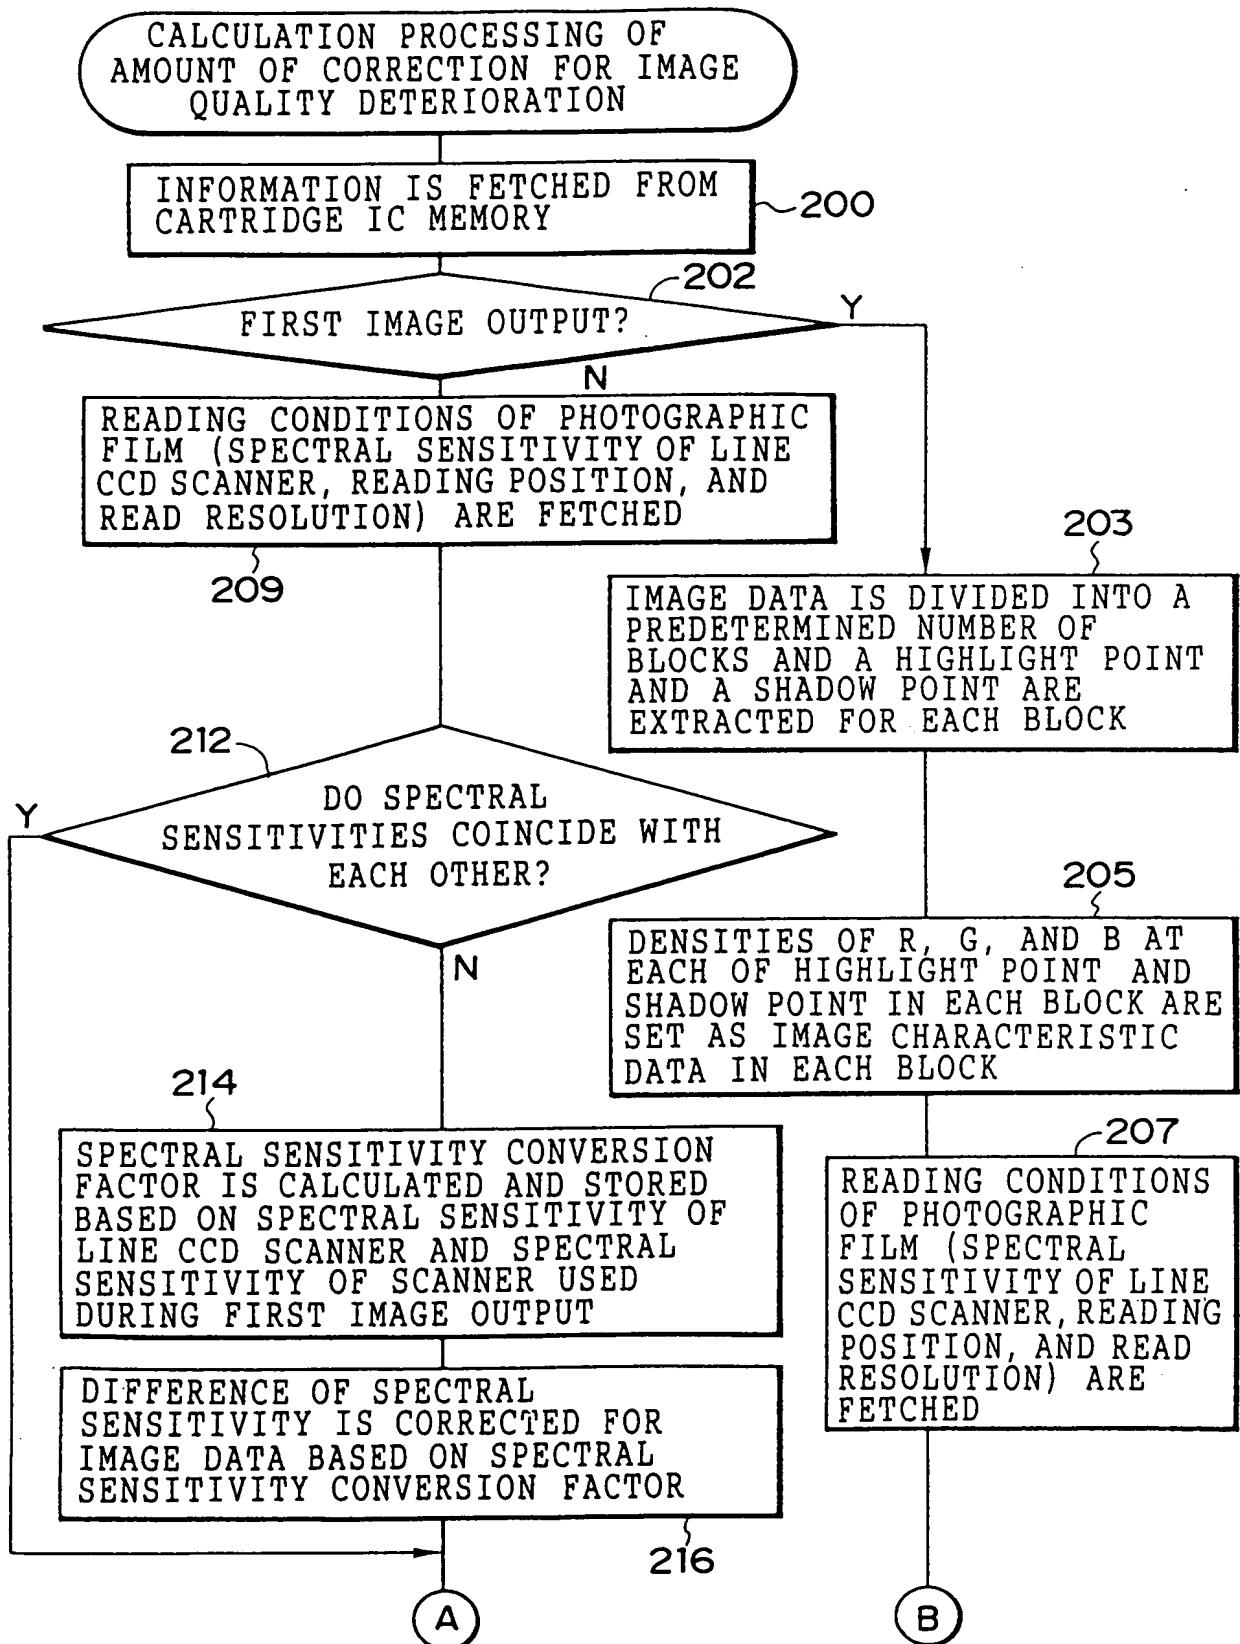 CALCULATION PROCESSING OF
AMOUNT OF CORRECTION FOR IMAGE
QUALITY DETERIORATION
INFORMATION IS FETCHED FROM
CARTRIDGE IC MEMORY
200
202
FIRST IMAGE OUTPUT?
Y
N
READING CONDITIONS OF PHOTOGRAPHIC
FILM (SPECTRAL SENSITIVITY OF LINE
CCD SCANNER, READING POSITION, AND
READ RESOLUTION) ARE FETCHED
209
203
IMAGE DATA IS DIVIDED INTO A
PREDETERMINED NUMBER OF
BLOCKS AND A HIGHLIGHT POINT
AND A SHADOW POINT ARE
EXTRACTED FOR EACH BLOCK
212
DO SPECTRAL
SENSITIVITIES COINCIDE WITH
EACH OTHER?
Y
N
205
DENSITIES OF R, G, AND B AT
EACH OF HIGHLIGHT POINT AND
SHADOW POINT IN EACH BLOCK ARE
SET AS IMAGE CHARACTERISTIC
DATA IN EACH BLOCK
214
SPECTRAL SENSITIVITY CONVERSION
FACTOR IS CALCULATED AND STORED
BASED ON SPECTRAL SENSITIVITY OF
LINE CCD SCANNER AND SPECTRAL
SENSITIVITY OF SCANNER USED
DURING FIRST IMAGE OUTPUT
207
READING CONDITIONS
OF PHOTOGRAPHIC
FILM (SPECTRAL
SENSITIVITY OF LINE
CCD SCANNER, READING
POSITION, AND READ
RESOLUTION) ARE
FETCHED
DIFFERENCE OF SPECTRAL
SENSITIVITY IS CORRECTED FOR
IMAGE DATA BASED ON SPECTRAL
SENSITIVITY CONVERSION FACTOR
216
A
B